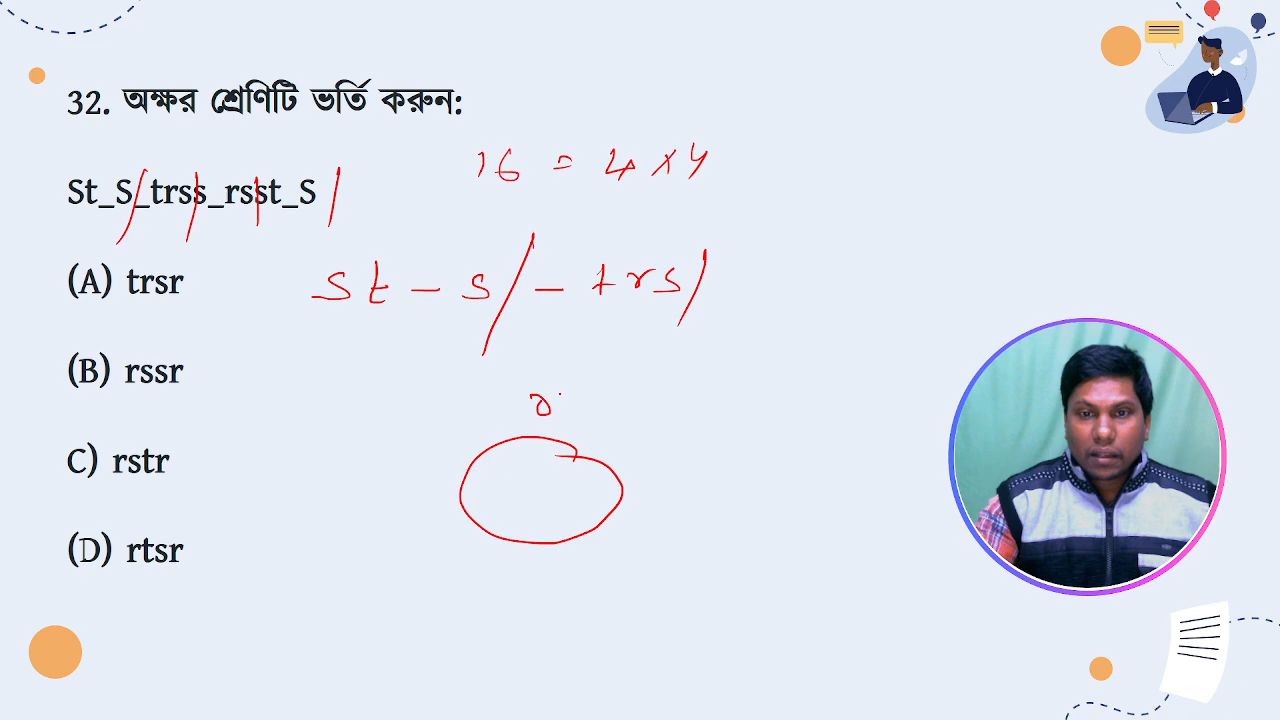 32. অক্ষর শ্রেণিটি ভর্তি করুন:
16 = 4 x 4
St_S_trss_rsst_S
(A) trsr
st - s/ - trs/
(B) rssr
C) rstr
(D) rtsr